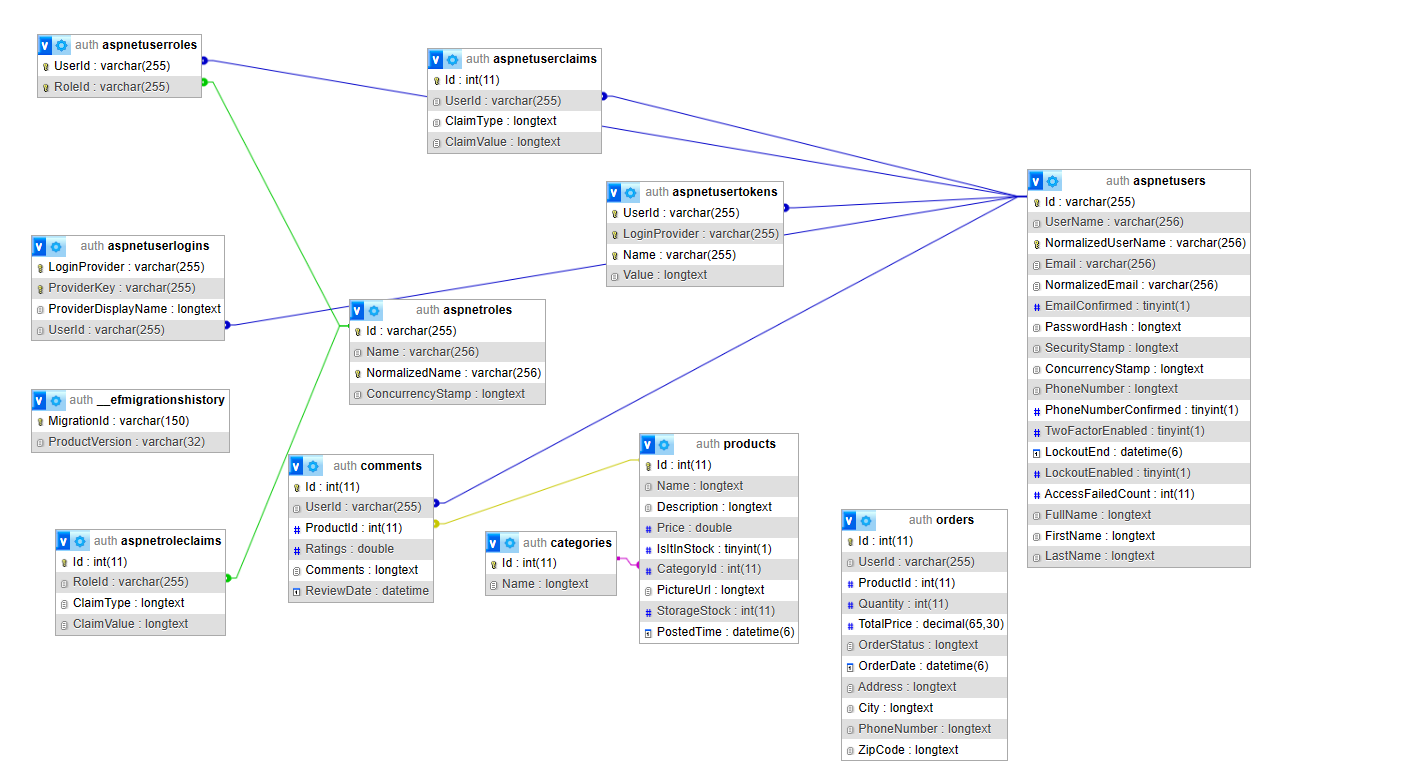 auth aspnetuserroles
UserId : varchar(255)
RoleId : varchar(255)
auth aspnetuserclaims
Id : int(11)
UserId : varchar(255)
ClaimType : longtext
ClaimValue : longtext
auth aspnetusers
Id : varchar(255)
UserName : varchar(256)
NormalizedUserName : varchar(256)
Email : varchar(256)
NormalizedEmail : varchar(256)
EmailConfirmed : tinyint(1)
PasswordHash : longtext
SecurityStamp : longtext
ConcurrencyStamp : longtext
PhoneNumber : longtext
PhoneNumberConfirmed : tinyint(1)
TwoFactorEnabled : tinyint(1)
LockoutEnd : datetime(6)
LockoutEnabled : tinyint(1)
AccessFailedCount : int(11)
FullName : longtext
FirstName : longtext
LastName : longtext
auth aspnetusertokens
UserId : varchar(255)
LoginProvider : varchar(255)
Name : varchar(255)
Value : longtext
auth aspnetuserlogins
LoginProvider : varchar(255)
ProviderKey : varchar(255)
ProviderDisplayName : longtext
UserId : varchar(255)
auth aspnetroles
Id : varchar(255)
Name : varchar(256)
NormalizedName : varchar(256)
ConcurrencyStamp : longtext
auth __efmigrationshistory
MigrationId : varchar(150)
ProductVersion : varchar(32)
auth comments
Id : int(11)
UserId : varchar(255)
ProductId : int(11)
Ratings : double
Comments : longtext
ReviewDate : datetime
auth products
Id : int(11)
Name : longtext
Description : longtext
Price : double
IsItInStock : tinyint(1)
CategoryId : int(11)
PictureUrl : longtext
StorageStock : int(11)
PostedTime : datetime(6)
auth categories
Id : int(11)
Name : longtext
auth aspnetroleclaims
Id : int(11)
RoleId : varchar(255)
ClaimType : longtext
ClaimValue : longtext
auth orders
Id : int(11)
UserId : varchar(255)
ProductId : int(11)
Quantity : int(11)
TotalPrice : decimal(65,30)
OrderStatus : longtext
OrderDate : datetime(6)
Address : longtext
City : longtext
PhoneNumber : longtext
ZipCode : longtext